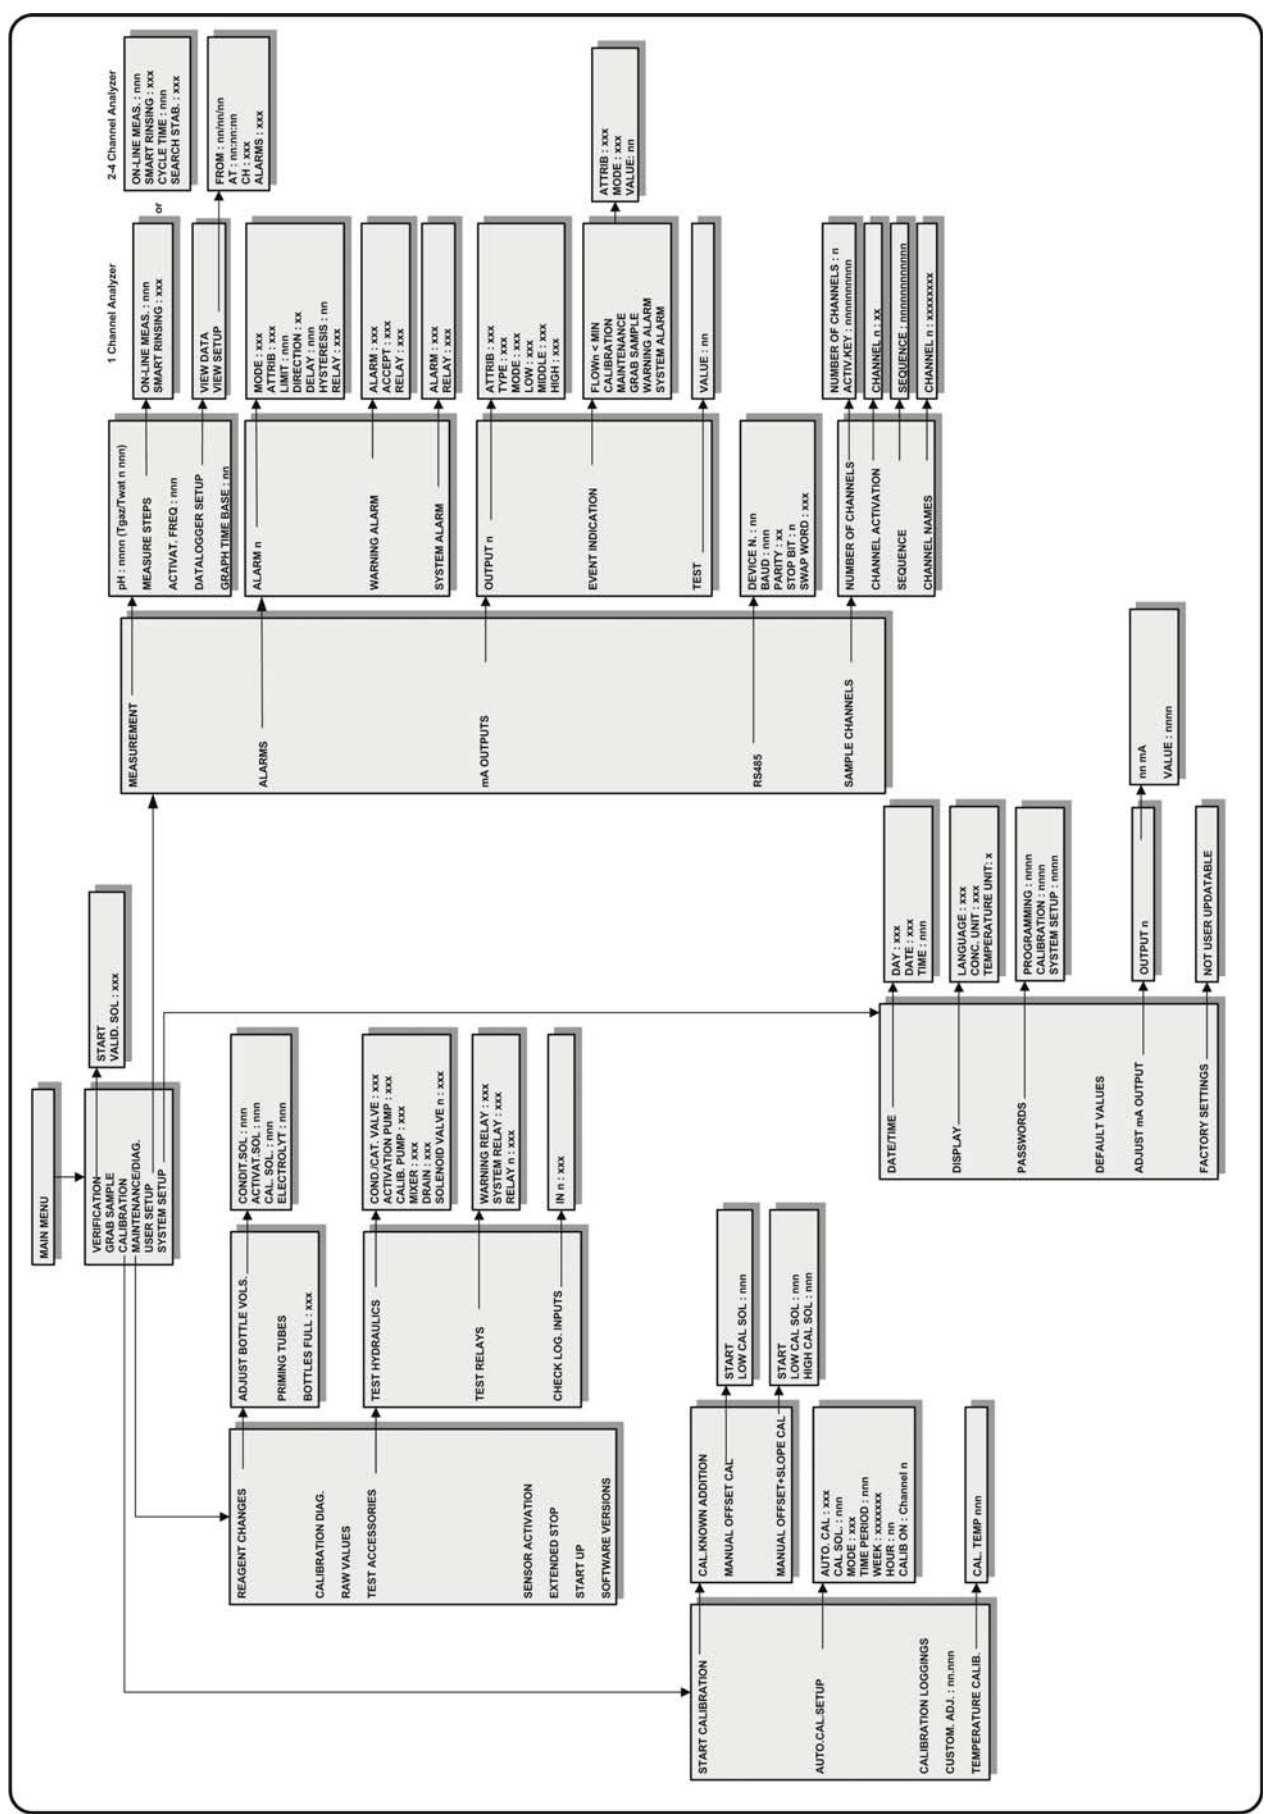 MAIN MENU
VERIFICATION
GRAB SAMPLE
CALIBRATION
MAINTENANCE/DIAG.
USER SETUP
SYSTEM SETUP
START
VALID. SOL : xxx
1 Channel Analyzer
2-4 Channel Analyzer
MEASUREMENT
ALARMS
mA OUTPUTS
RS485
SAMPLE CHANNELS
pH : nnnn (Tgaz/Twat n nnn)
MEASURE STEPS
ACTIVAT. FREQ : nnn
DATALOGGER SETUP
GRAPH TIME BASE : nn
ON-LINE MEAS. : nnn
SMART RINSING : xxx
or
ON-LINE MEAS. : nnn
SMART RINSING : xxx
CYCLE TIME : nnn
SEARCH STAB. : xxx
VIEW DATA
VIEW SETUP
FROM : nn/nn/nn
AT : nn:nn:nn
CH : xxx
ALARMS : xxx
ALARM n
WARNING ALARM
SYSTEM ALARM
MODE : xxx
ATTRIB : xxx
LIMIT : nnn
DIRECTION : xx
DELAY : nnn
HYSTERESIS : nn
RELAY : xxx
ALARM : xxx
ACCEPT : xxx
RELAY : xxx
ALARM : xxx
RELAY : xxx
OUTPUT n
EVENT INDICATION
TEST
ATTRIB : xxx
TYPE : xxx
MODE : xxx
LOW : xxx
MIDDLE : xxx
HIGH : xxx
FLOWn < MIN
CALIBRATION
MAINTENANCE
GRAB SAMPLE
WARNING ALARM
SYSTEM ALARM
ATTRIB : xxx
MODE : xxx
VALUE: nn
VALUE : nn
DEVICE N. : nn
BAUD : nnn
PARITY : xx
STOP BIT : n
SWAP WORD : xxx
NUMBER OF CHANNELS
CHANNEL ACTIVATION
SEQUENCE
CHANNEL NAMES
NUMBER OF CHANNELS : n
ACTIV.KEY : nnnnnnnnnn
CHANNEL n : xx
SEQUENCE : nnnnnnnnnnnn
CHANNEL n : xxxxxxxx
REAGENT CHANGES
CALIBRATION DIAG.
RAW VALUES
TEST ACCESSORIES
SENSOR ACTIVATION
EXTENDED STOP
START UP
SOFTWARE VERSIONS
ADJUST BOTTLE VOLS.
PRIMING TUBES
BOTTLES FULL : xxx
CONDIT.SOL : nnn
ACTIVAT.SOL : nnn
CAL. SOL. : nnn
ELECTROLYT : nnn
TEST HYDRAULICS
TEST RELAYS
CHECK LOG. INPUTS
COND./CAT. VALVE : xxx
ACTIVATION PUMP : xxx
CALIB. PUMP : xxx
MIXER : xxx
DRAIN : xxx
SOLENOID VALVE n : xxx
WARNING RELAY : xxx
SYSTEM RELAY : xxx
RELAY n : xxx
IN n : xxx
DATE/TIME
DISPLAY
PASSWORDS
DEFAULT VALUES
ADJUST mA OUTPUT
FACTORY SETTINGS
DAY : xxx
DATE : xxx
TIME : nnn
LANGUAGE : xxx
CONC. UNIT : xxx
TEMPERATURE UNIT: x
PROGRAMMING : nnnn
CALIBRATION : nnnn
SYSTEM SETUP : nnnn
OUTPUT n
nn mA
VALUE : nnnn
NOT USER UPDATABLE
START CALIBRATION
AUTO.CAL.SETUP
CALIBRATION LOGGINGS
CUSTOM. ADJ. : nn.nnn
TEMPERATURE CALIB.
CAL.KNOWN ADDITION
MANUAL OFFSET CAL
MANUAL OFFSET+SLOPE CAL
START
LOW CAL SOL : nnn
START
LOW CAL SOL : nnn
HIGH CAL SOL : nnn
AUTO. CAL : xxx
CAL SOL. : nnn
MODE : xxx
TIME PERIOD : nnn
WEEK : xxxxxxx
HOUR : nn
CALIB ON : Channel n
CAL. TEMP nnn